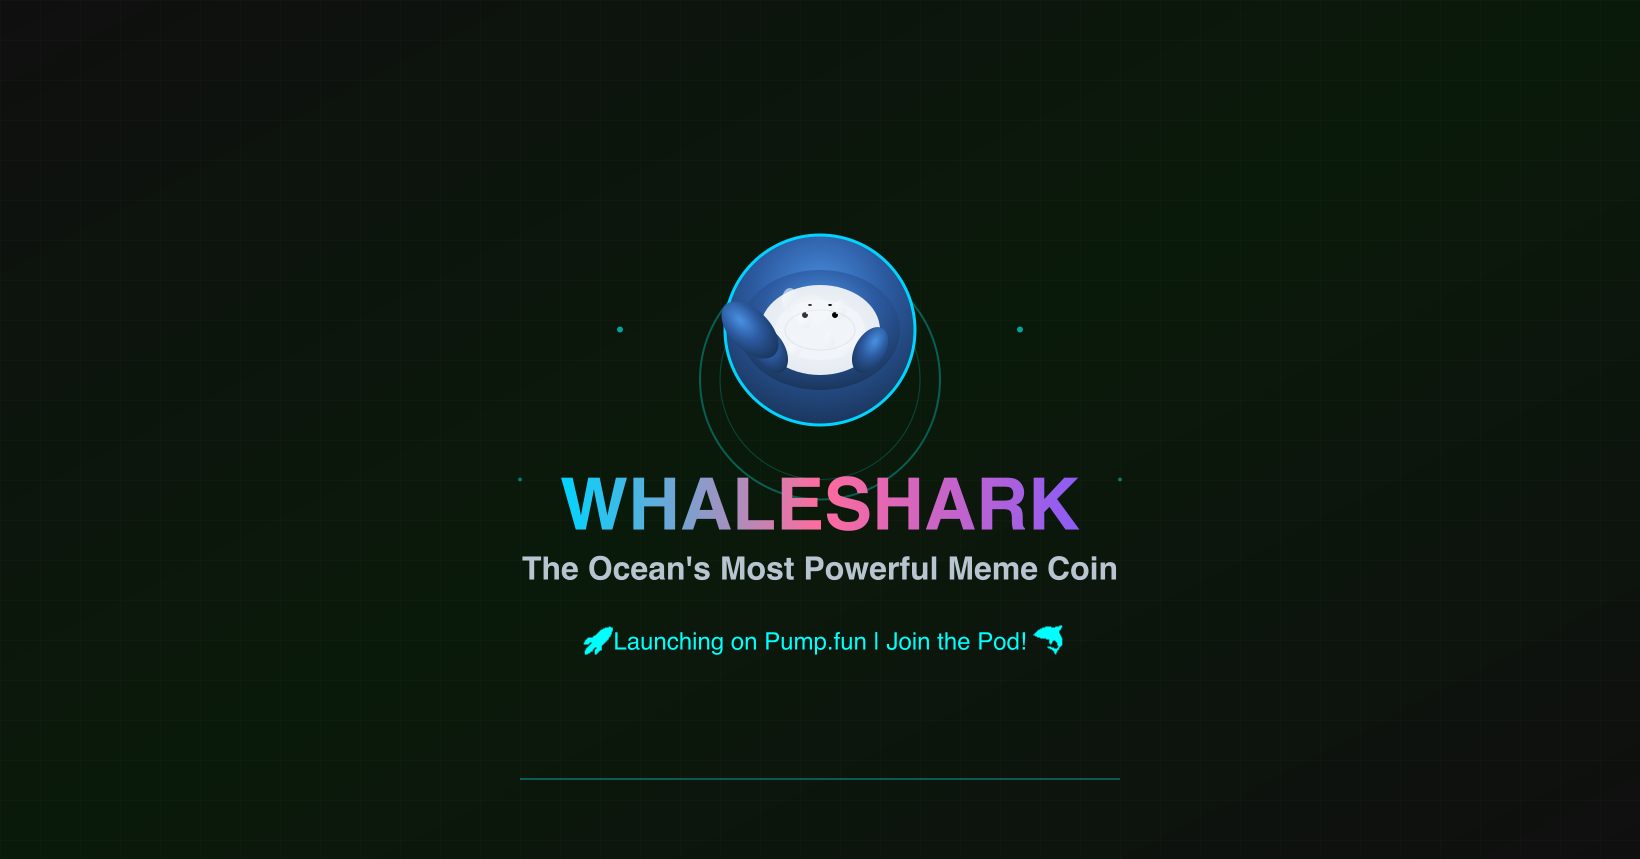 WHALESHARK
The Ocean's Most Powerful Meme Coin
🚀Launching on Pump.fun | Join the Pod! 🦈